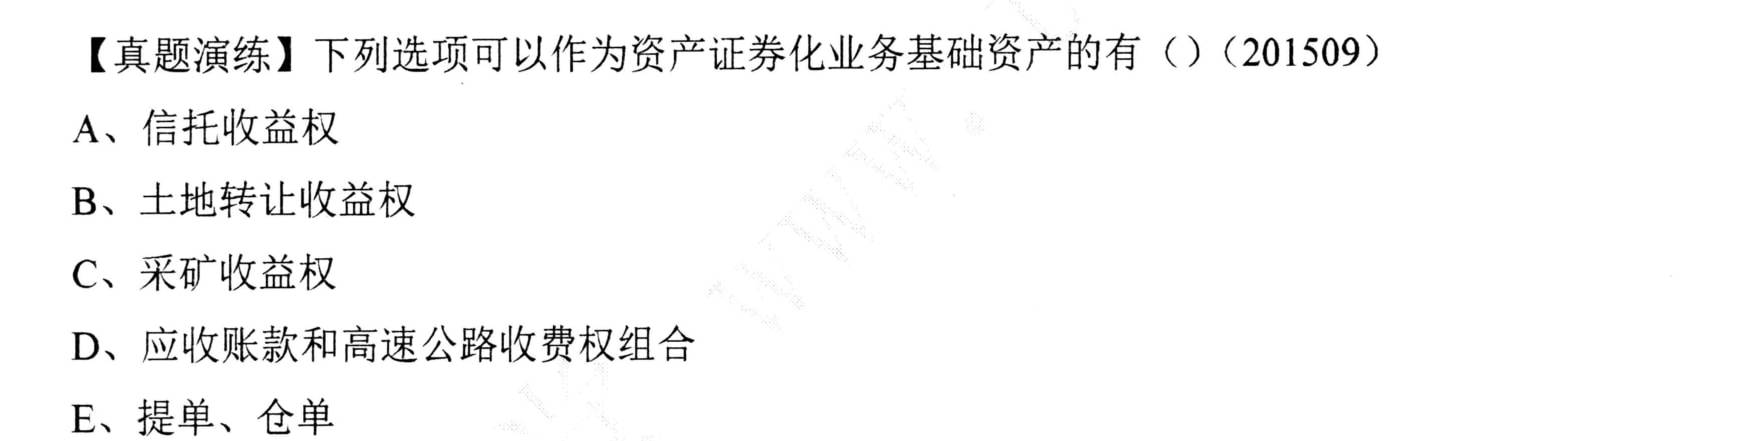 【真题演练】下列选项可以作为资产证券化业务基础资产的有（）（201509）
A、信托收益权
B、土地转让收益权
C、采矿收益权
D、应收账款和高速公路收费权组合
E、提单、仓单
www.